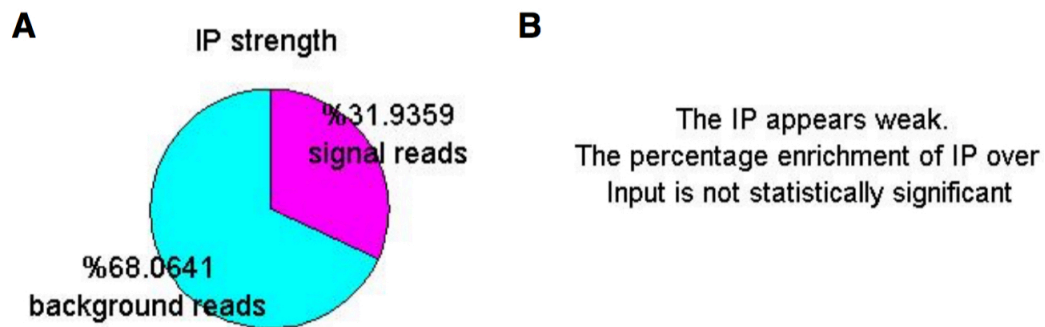 A
IP strength
%31.9359
signal reads
%68.0641
background reads
B
The IP appears weak.
The percentage enrichment of IP over
Input is not statistically significant